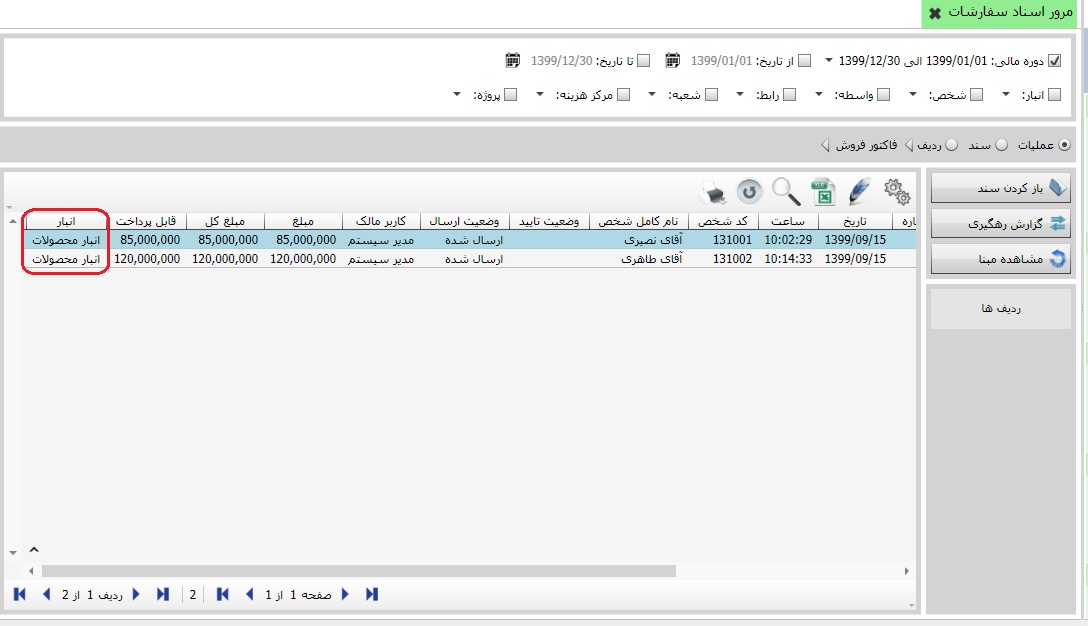 مرور اسناد سفارشات
دوره مالی: 1399/01/01 الی 1399/12/30 از تاریخ: 1399/01/01 تا تاریخ: 1399/12/30
انبار: شخص: واسطه: رابط: شعبه: مرکز هزینه: پروژه:
عملیات سند ردیف فاکتور فروش
باز کردن سند
گزارش رهگیری
مشاهده مبنا
ردیف ها
اره تاریخ ساعت کد شخص نام کامل شخص وضعیت تایید وضعیت ارسال کاربر مالک مبلغ مبلغ کل قابل پرداخت انبار
1399/09/15 10:02:29 131001 آقای نصیری ارسال شده مدیر سیستم 85,000,000 85,000,000 85,000,000 انبار محصولات
1399/09/15 10:14:33 131002 آقای طاهری ارسال شده مدیر سیستم 120,000,000 120,000,000 120,000,000 انبار محصولات
صفحه 1 از 1 2 ردیف 1 از 2